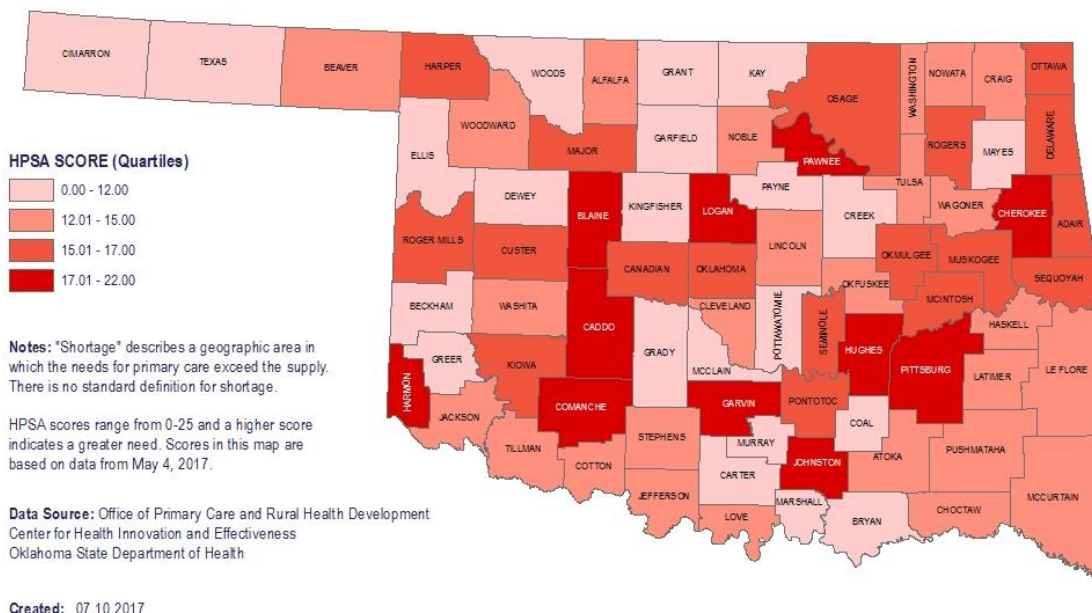 CIMARRON
TEXAS
BEAVER
HARPER
WOODS
ALFALFA
GRANT
KAY
OSAGE
WASHINGTON
NOWATA
CRAIG
OTTAWA
ELLIS
WOODWARD
MAJOR
GARFIELD
NOBLE
PAWNEE
ROGERS
MAYES
DELAWARE
HPSA SCORE (Quartiles)
0.00 - 12.00
12.01 - 15.00
15.01 - 17.00
17.01 - 22.00
DEWEY
BLAINE
KINGFISHER
LOGAN
PAYNE
CREEK
TULSA
WAGONER
CHEROKEE
ADAIR
ROGER MILLS
CUSTER
CANADIAN
OKLAHOMA
LINCOLN
OKMULGEE
MUSKOGEE
SEQUOYAH
BECKHAM
WASHITA
CADDO
GRADY
CLEVELAND
POTTAWATOMIE
SEMINOLE
OKFUSKEE
MCINTOSH
HASKELL
GREER
KIOWA
MCCLAIN
HUGHES
PITTSBURG
LATIMER
LE FLORE
HARMON
JACKSON
COMANCHE
GARVIN
PONTOTOC
COAL
TILLMAN
COTTON
STEPHENS
MURRAY
JOHNSTON
ATOKA
PUSHMATAHA
JEFFERSON
CARTER
LOVE
MARSHALL
BRYAN
CHOCTAW
MCCURTAIN
Notes: "Shortage" describes a geographic area in
which the needs for primary care exceed the supply.
There is no standard definition for shortage.
HPSA scores range from 0-25 and a higher score
indicates a greater need. Scores in this map are
based on data from May 4, 2017.
Data Source: Office of Primary Care and Rural Health Development
Center for Health Innovation and Effectiveness
Oklahoma State Department of Health
Created: 07.10.2017